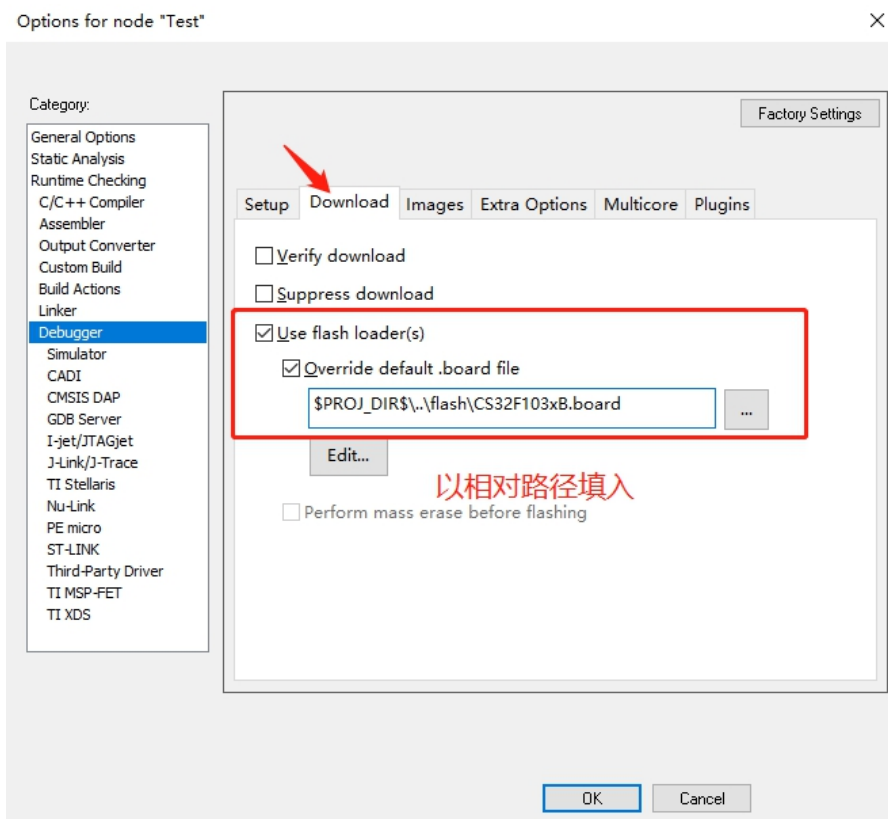 Options for node "Test"
Category:
General Options
Static Analysis
Runtime Checking
C/C++ Compiler
Assembler
Output Converter
Custom Build
Build Actions
Linker
Debugger
Simulator
CADI
CMSIS DAP
GDB Server
I-jet/JTAGjet
J-Link/J-Trace
TI Stellaris
Nu-Link
PE micro
ST-LINK
Third-Party Driver
TI MSP-FET
TI XDS
Factory Settings
Setup Download Images Extra Options Multicore Plugins
Verify download
Suppress download
Use flash loader(s)
Override default .board file
$PROJ_DIR$\..\flash\CS32F103xB.board
...
Edit...
以相对路径填入
Perform mass erase before flashing
OK Cancel